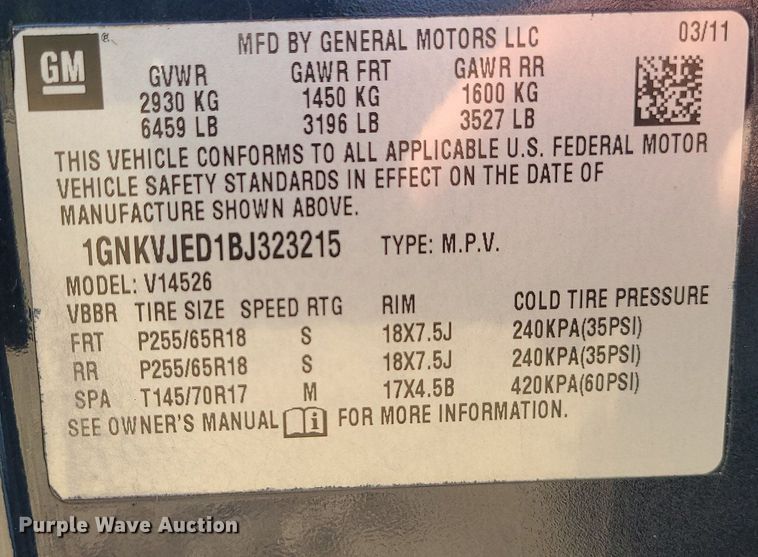 GM ® MFD BY GENERAL MOTORS LLC 03/11
GVWR GAWR FRT GAWR RR
2930 KG 1450 KG 1600 KG
6459 LB 3196 LB 3527 LB
THIS VEHICLE CONFORMS TO ALL APPLICABLE U.S. FEDERAL MOTOR
VEHICLE SAFETY STANDARDS IN EFFECT ON THE DATE OF
MANUFACTURE SHOWN ABOVE.
1GNKVJED1BJ323215 TYPE: M.P.V.
MODEL: V14526
VBBR TIRE SIZE SPEED RTG RIM COLD TIRE PRESSURE
FRT P255/65R18 S 18X7.5J 240KPA(35PSI)
RR P255/65R18 S 18X7.5J 240KPA(35PSI)
SPA T145/70R17 M 17X4.5B 420KPA(60PSI)
SEE OWNER'S MANUAL i FOR MORE INFORMATION.
Purple Wave Auction